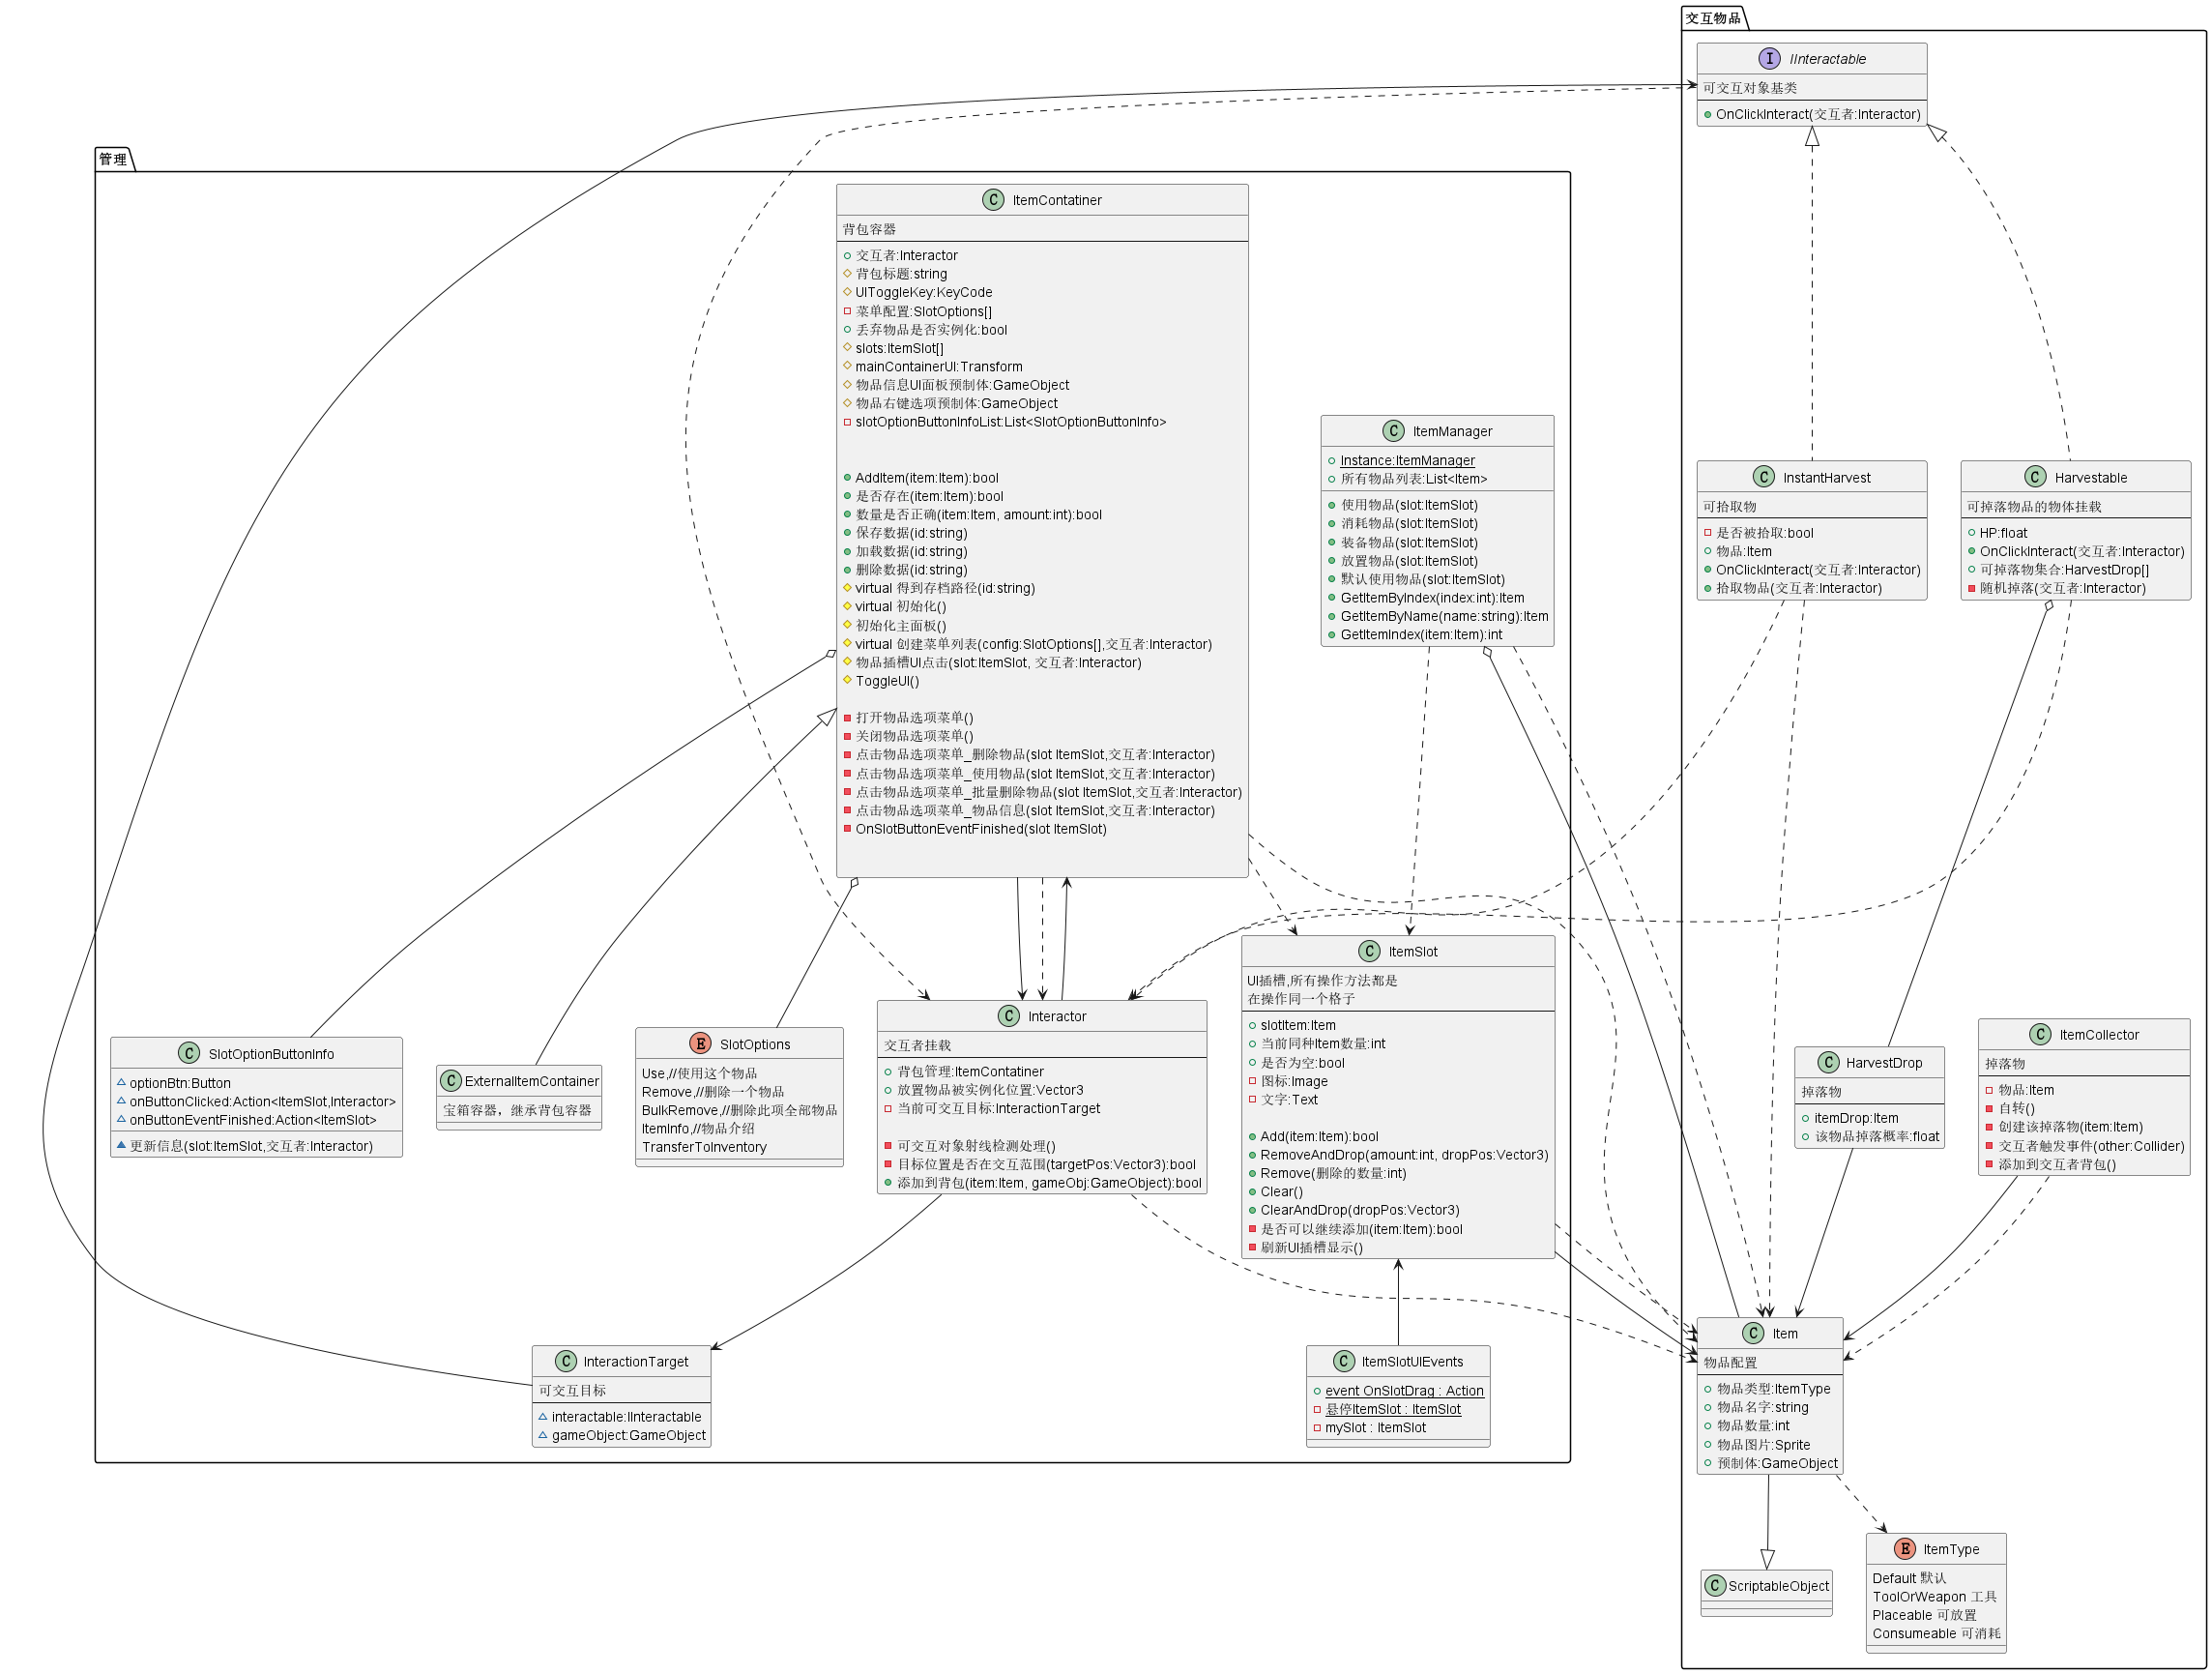 交互物品
IInteractable
可交互对象基类
OnClickInteract(交互者:Interactor)
管理
ItemContatiner
背包容器
交互者:Interactor
背包标题:string
UIToggleKey:KeyCode
菜单配置:SlotOptions[]
丢弃物品是否实例化:bool
slots:ItemSlot[]
mainContainerUI:Transform
物品信息UI面板预制体:GameObject
物品右键选项预制体:GameObject
slotOptionButtonInfoList:List<SlotOptionButtonInfo>
AddItem(item:Item):bool
是否存在(item:Item):bool
数量是否正确(item:Item, amount:int):bool
保存数据(id:string)
加载数据(id:string)
删除数据(id:string)
virtual 得到存档路径(id:string)
virtual 初始化()
初始化主面板()
virtual 创建菜单列表(config:SlotOptions[],交互者:Interactor)
物品插槽UI点击(slot:ItemSlot, 交互者:Interactor)
ToggleUI()
打开物品选项菜单()
关闭物品选项菜单()
点击物品选项菜单_删除物品(slot ItemSlot,交互者:Interactor)
点击物品选项菜单_使用物品(slot ItemSlot,交互者:Interactor)
点击物品选项菜单_批量删除物品(slot ItemSlot,交互者:Interactor)
点击物品选项菜单_物品信息(slot ItemSlot,交互者:Interactor)
OnSlotButtonEventFinished(slot ItemSlot)
ItemManager
Instance:ItemManager
所有物品列表:List<Item>
使用物品(slot:ItemSlot)
消耗物品(slot:ItemSlot)
装备物品(slot:ItemSlot)
放置物品(slot:ItemSlot)
默认使用物品(slot:ItemSlot)
GetItemByIndex(index:int):Item
GetItemByName(name:string):Item
GetItemIndex(item:Item):int
InstantHarvest
可拾取物
是否被拾取:bool
物品:Item
OnClickInteract(交互者:Interactor)
拾取物品(交互者:Interactor)
Harvestable
可掉落物品的物体挂载
HP:float
OnClickInteract(交互者:Interactor)
可掉落物集合:HarvestDrop[]
随机掉落(交互者:Interactor)
SlotOptionButtonInfo
optionBtn:Button
onButtonClicked:Action<ItemSlot,Interactor>
onButtonEventFinished:Action<ItemSlot>
更新信息(slot:ItemSlot,交互者:Interactor)
ExternalItemContainer
宝箱容器，继承背包容器
SlotOptions
Use,//使用这个物品
Remove,//删除一个物品
BulkRemove,//删除此项全部物品
ItemInfo,//物品介绍
TransferToInventory
Interactor
交互者挂载
背包管理:ItemContatiner
放置物品被实例化位置:Vector3
当前可交互目标:InteractionTarget
可交互对象射线检测处理()
目标位置是否在交互范围(targetPos:Vector3):bool
添加到背包(item:Item, gameObj:GameObject):bool
ItemSlot
UI插槽,所有操作方法都是
在操作同一个格子
slotItem:Item
当前同种Item数量:int
是否为空:bool
图标:Image
文字:Text
Add(item:Item):bool
RemoveAndDrop(amount:int, dropPos:Vector3)
Remove(删除的数量:int)
Clear()
ClearAndDrop(dropPos:Vector3)
是否可以继续添加(item:Item):bool
刷新UI插槽显示()
HarvestDrop
掉落物
itemDrop:Item
该物品掉落概率:float
ItemCollector
掉落物
物品:Item
自转()
创建该掉落物(item:Item)
交互者触发事件(other:Collider)
添加到交互者背包()
InteractionTarget
可交互目标
interactable:IInteractable
gameObject:GameObject
ItemSlotUIEvents
event OnSlotDrag : Action
悬停ItemSlot : ItemSlot
mySlot : ItemSlot
Item
物品配置
物品类型:ItemType
物品名字:string
物品数量:int
物品图片:Sprite
预制体:GameObject
ScriptableObject
ItemType
Default 默认
ToolOrWeapon 工具
Placeable 可放置
Consumeable 可消耗